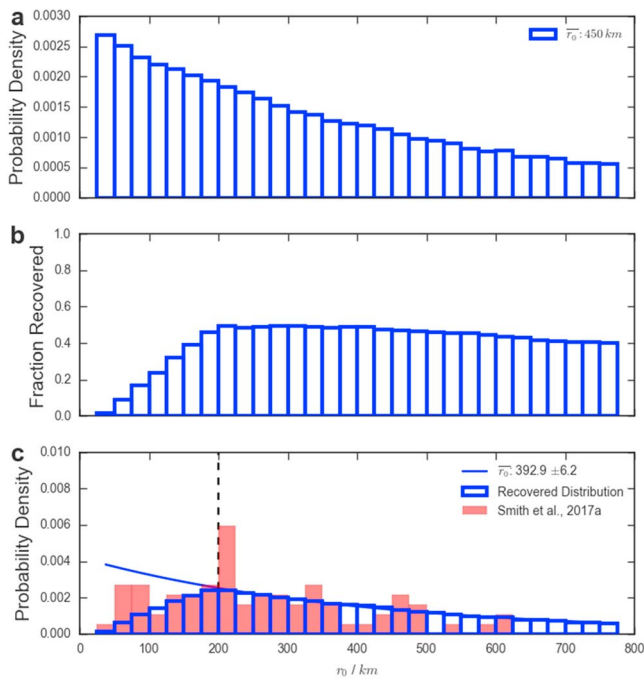 a
0.0030
0.0025
0.0020
0.0015
0.0010
0.0005
0.0000
Probability Density
r₀: 450 km
b
1.0
0.8
0.6
0.4
0.2
0.0
Fraction Recovered
c
0.010
0.008
0.006
0.004
0.002
0.000
Probability Density
r₀: 392.9 ±6.2
Recovered Distribution
Smith et al., 2017a
0 100 200 300 400 500 600 700 800
r₀ / km